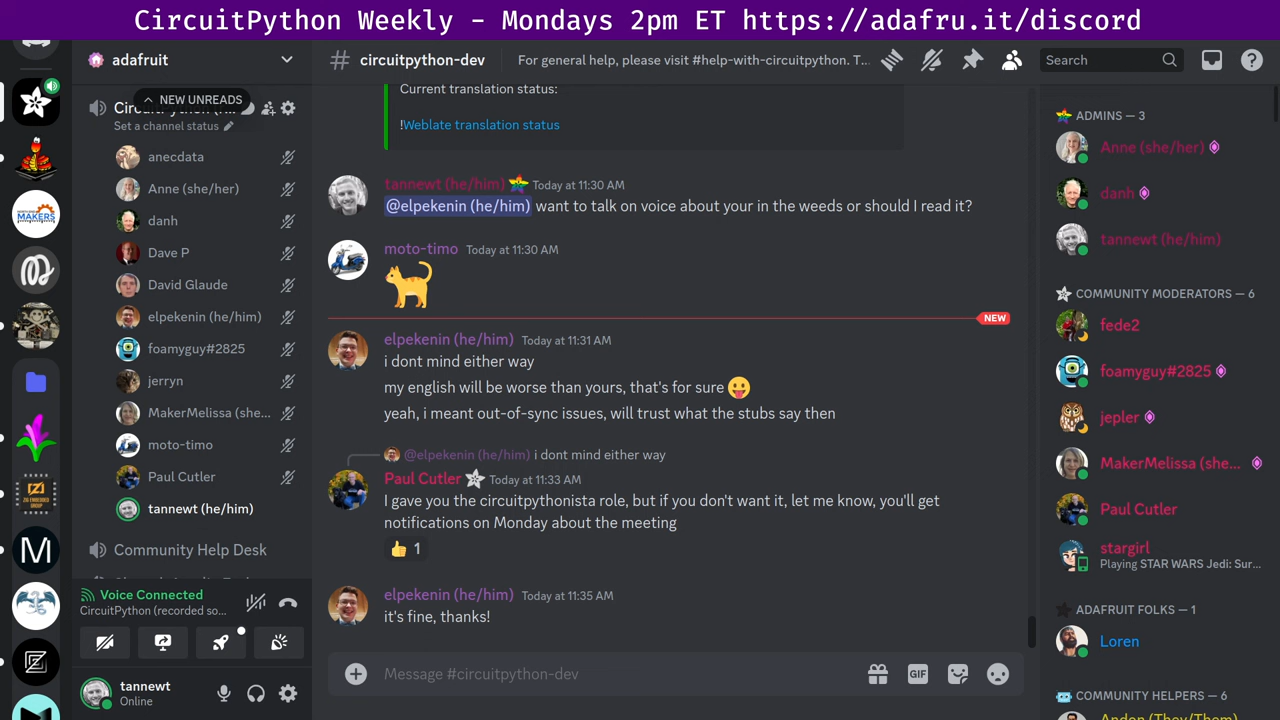 CircuitPython Weekly - Mondays 2pm ET https://adafru.it/discord
adafruit
NEW UNREADS
Set a channel status
anecdata
Anne (she/her)
danh
Dave P
David Glaude
elpekenin (he/him)
foamyguy#2825
jerryn
MakerMelissa (she...
moto-timo
Paul Cutler
tannewt (he/him)
Community Help Desk
Voice Connected
CircuitPython (recorded so...
tannewt
Online
# circuitpython-dev
For general help, please visit #help-with-circuitpython. T...
Search
Current translation status:
!Weblate translation status
tannewt (he/him) Today at 11:30 AM
@elpekenin (he/him) want to talk on voice about your in the weeds or should I read it?
moto-timo Today at 11:30 AM
NEW
elpekenin (he/him) Today at 11:31 AM
i dont mind either way
my english will be worse than yours, that's for sure
yeah, i meant out-of-sync issues, will trust what the stubs say then
@elpekenin (he/him) i dont mind either way
Paul Cutler Today at 11:33 AM
I gave you the circuitpythonista role, but if you don't want it, let me know, you'll get
notifications on Monday about the meeting
1
elpekenin (he/him) Today at 11:35 AM
it's fine, thanks!
Message #circuitpython-dev
GIF
ADMINS — 3
Anne (she/her)
danh
tannewt (he/him)
COMMUNITY MODERATORS — 6
fede2
foamyguy#2825
jepler
MakerMelissa (she...
Paul Cutler
stargirl
Playing STAR WARS Jedi: Sur...
ADAFRUIT FOLKS — 1
Loren
COMMUNITY HELPERS — 6
Andon (They/Them)